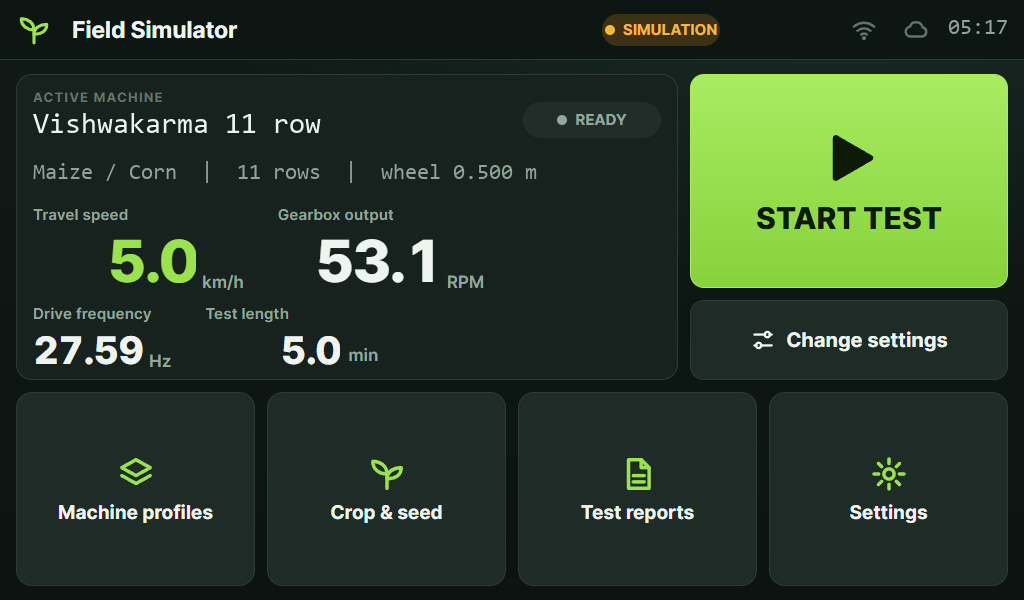 Field Simulator
SIMULATION
05:17
ACTIVE MACHINE
Vishwakarma 11 row
READY
Maize / Corn | 11 rows | wheel 0.500 m
Travel speed
Gearbox output
5.0 km/h
53.1 RPM
Drive frequency
Test length
27.59 Hz
5.0 min
START TEST
Change settings
Machine profiles
Crop & seed
Test reports
Settings